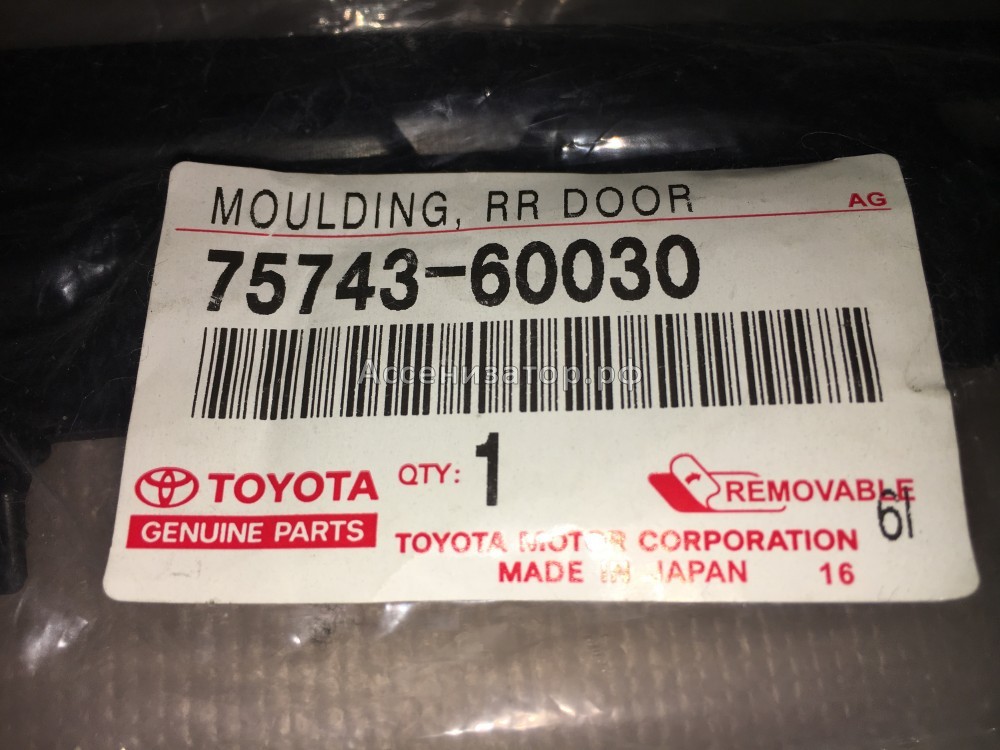 MOULDING, RR DOOR AG
75743-60030
Ассенизатор.рф
TOYOTA QTY: 1 REMOVABLE
GENUINE PARTS 61
TOYOTA MOTOR CORPORATION
MADE IN JAPAN 16